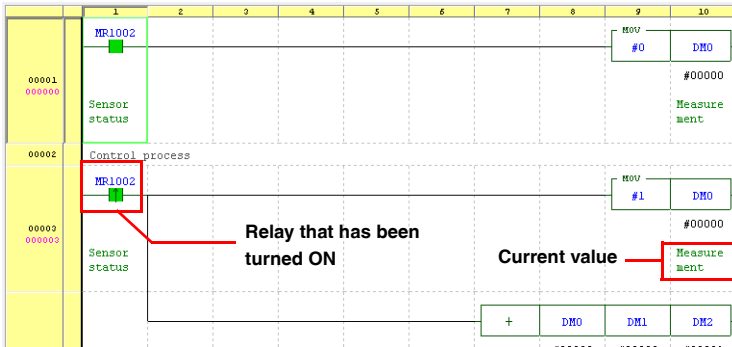 1 2 3 4 5 6 7 8 9 10
MR1002 MOV
#0 DM0
#00000
00001
000000
Sensor Measure
status ment
00002 Control process
MR1002 MOV
#1 DM0
#00000
00003
000003
Relay that has been
turned ON
Current value
Sensor Measure
status ment
+ DM0 DM1 DM2